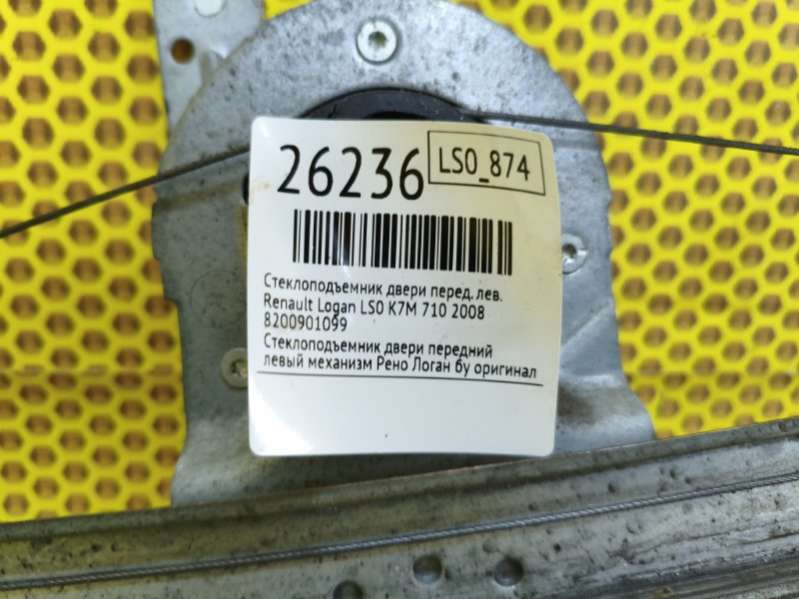 26236
LS0_874
Стеклоподъемник двери перед. лев.
Renault Logan LS0 K7M 710 2008
8200901099
Стеклоподъемник двери передний
левый механизм Рено Логан бу оригинал